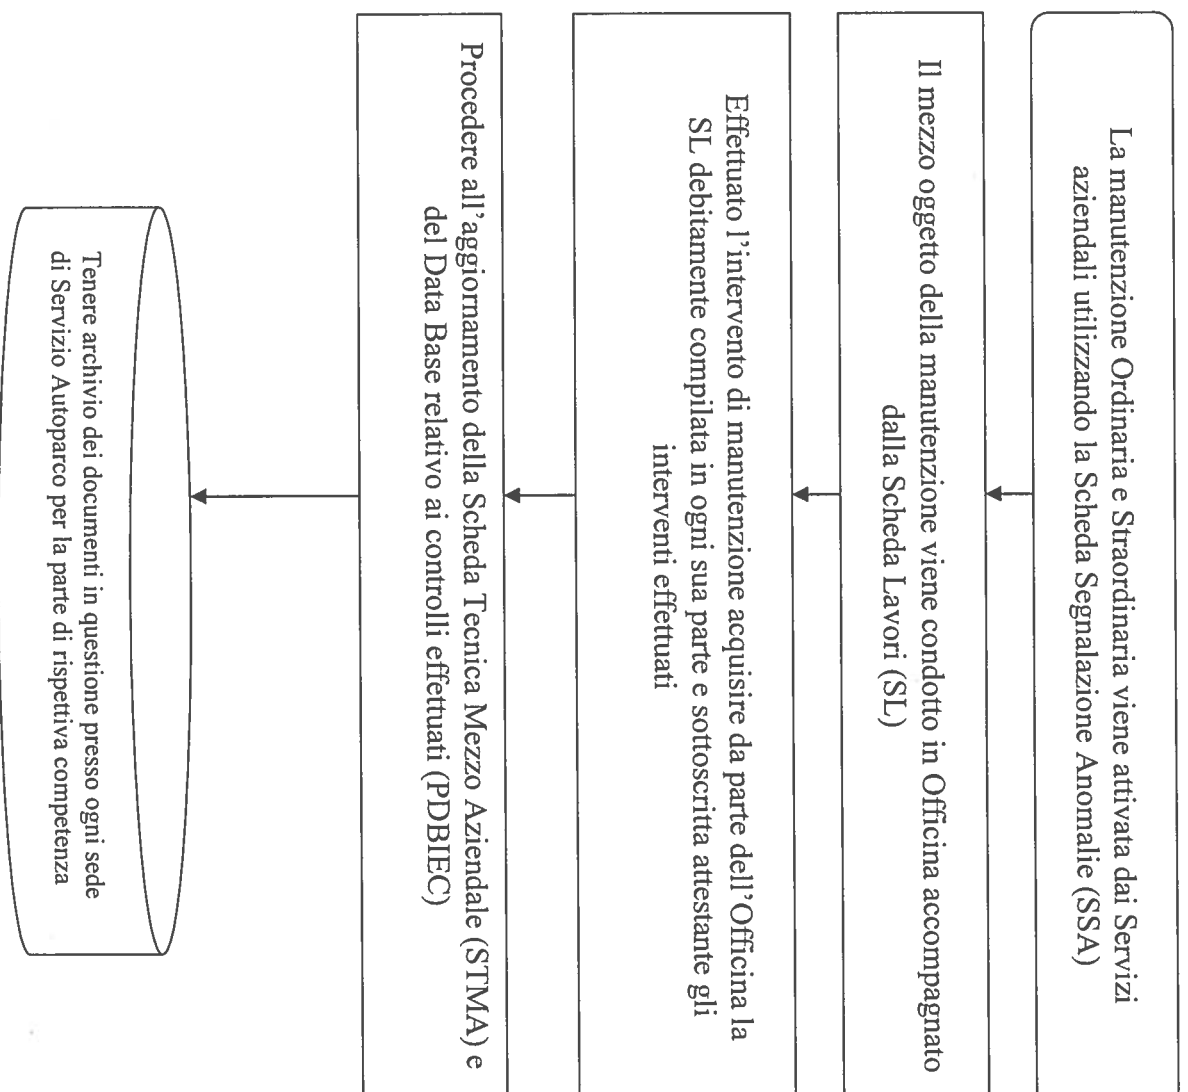 La manutenzione Ordinaria e Straordinaria viene attivata dai Servizi
aziendali utilizzando la Scheda Segnalazione Anomalie (SSA)
Il mezzo oggetto della manutenzione viene condotto in Officina accompagnato
dalla Scheda Lavori (SL)
Effettuato l'intervento di manutenzione acquisire da parte dell'Officina la
SL debitamente compilata in ogni sua parte e sottoscritta attestante gli
interventi effettuati
Procedere all'aggiornamento della Scheda Tecnica Mezzo Aziendale (STMA) e
del Data Base relativo ai controlli effettuati (PDBIEC)
Tenere archivio dei documenti in questione presso ogni sede
di Servizio Autoparco per la parte di rispettiva competenza